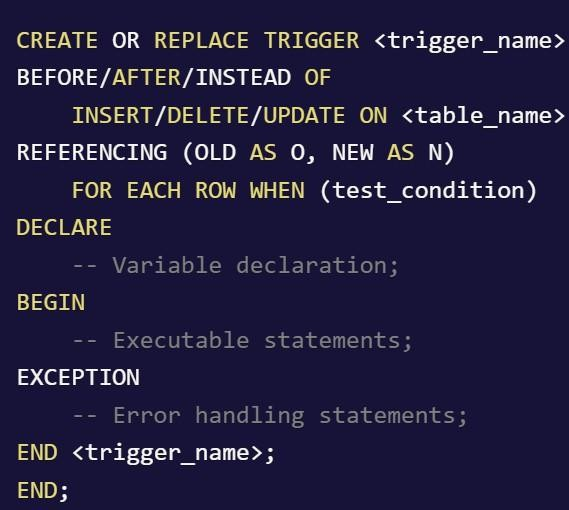 CREATE OR REPLACE TRIGGER <trigger_name>
BEFORE/AFTER/INSTEAD OF
INSERT/DELETE/UPDATE ON <table_name>
REFERENCING (OLD AS O, NEW AS N)
FOR EACH ROW WHEN (test_condition)
DECLARE
-- Variable declaration;
BEGIN
-- Executable statements;
EXCEPTION
-- Error handling statements;
END <trigger_name>;
END;